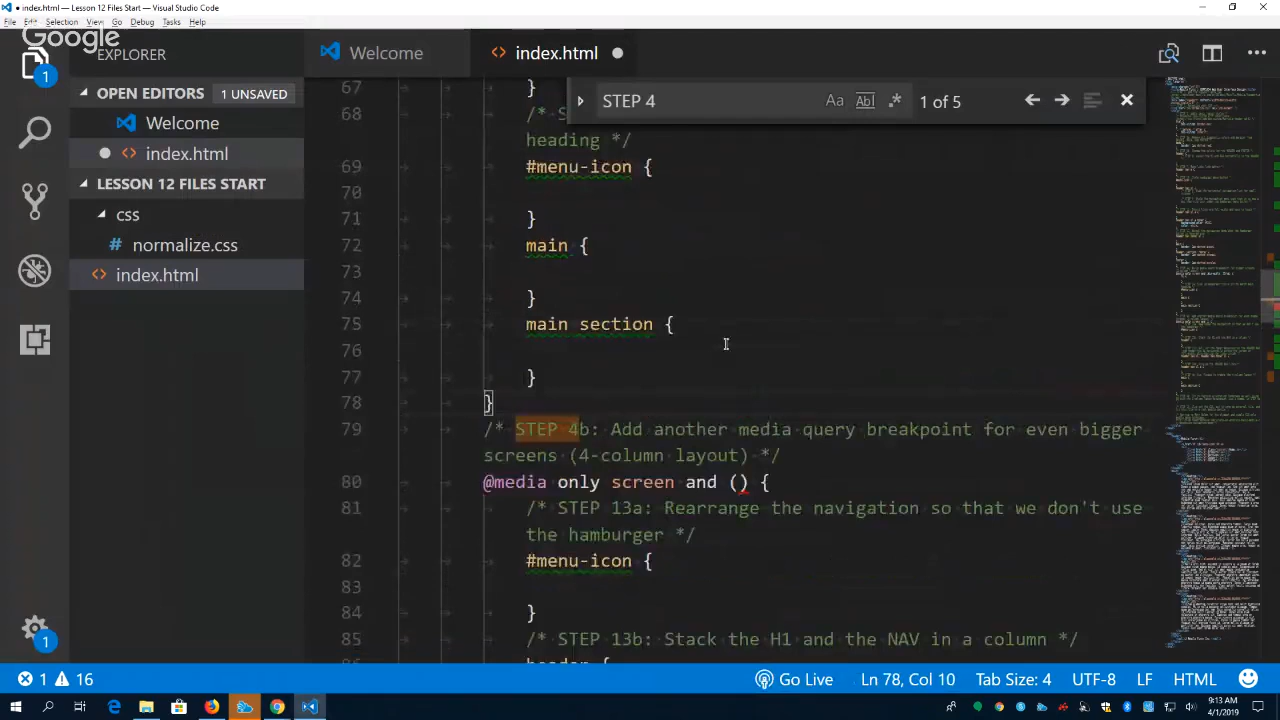 ● index.html - Lesson 12 Files Start - Visual Studio Code
File Edit Selection View Go Debug Tasks Help
Google
EXPLORER
Welcome
<> index.html ●
1
OPEN EDITORS 1 UNSAVED
Welcome
● <> index.html
LESSON 12 FILES START
css
# normalize.css
<> index.html
STEP 4
Aa Abl .* 1 of 5
67 }
68 /* S
heading */
69 #menu-icon {
70
71 }
72 main {
73
74 }
75 main section {
76
77 }
78 }
79 /* STEP 4b: Add another media query breakpoint for even bigger
screens (4-column layout) */
80 @media only screen and () {
81 /* STEP 13a: Rearrange the navigation so that we don't use
the hamburger */
82 #menu-icon {
83
84 }
85 /* STEP 13b: Stack the H1 and the NAV in a column */
1
1 16
Go Live
Ln 78, Col 10
Tab Size: 4
UTF-8
LF
HTML
9:13 AM
4/1/2019